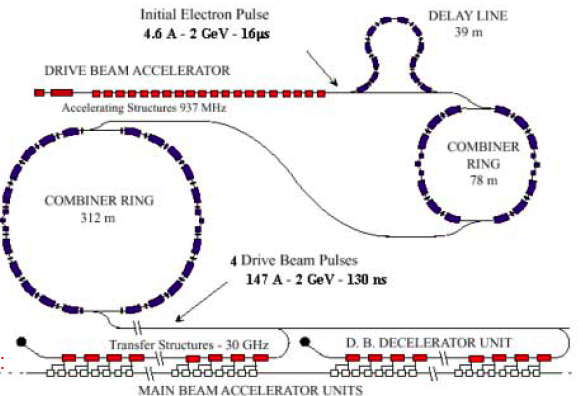 Initial Electron Pulse
4.6 A - 2 GeV - 16μs
DELAY LINE
39 m
DRIVE BEAM ACCELERATOR
Accelerating Structures 937 MHz
COMBINER
RING
78 m
COMBINER RING
312 m
4 Drive Beam Pulses
147 A - 2 GeV - 130 ns
Transfer Structures - 30 GHz
D. B. DECELERATOR UNIT
MAIN BEAM ACCELERATOR UNITS